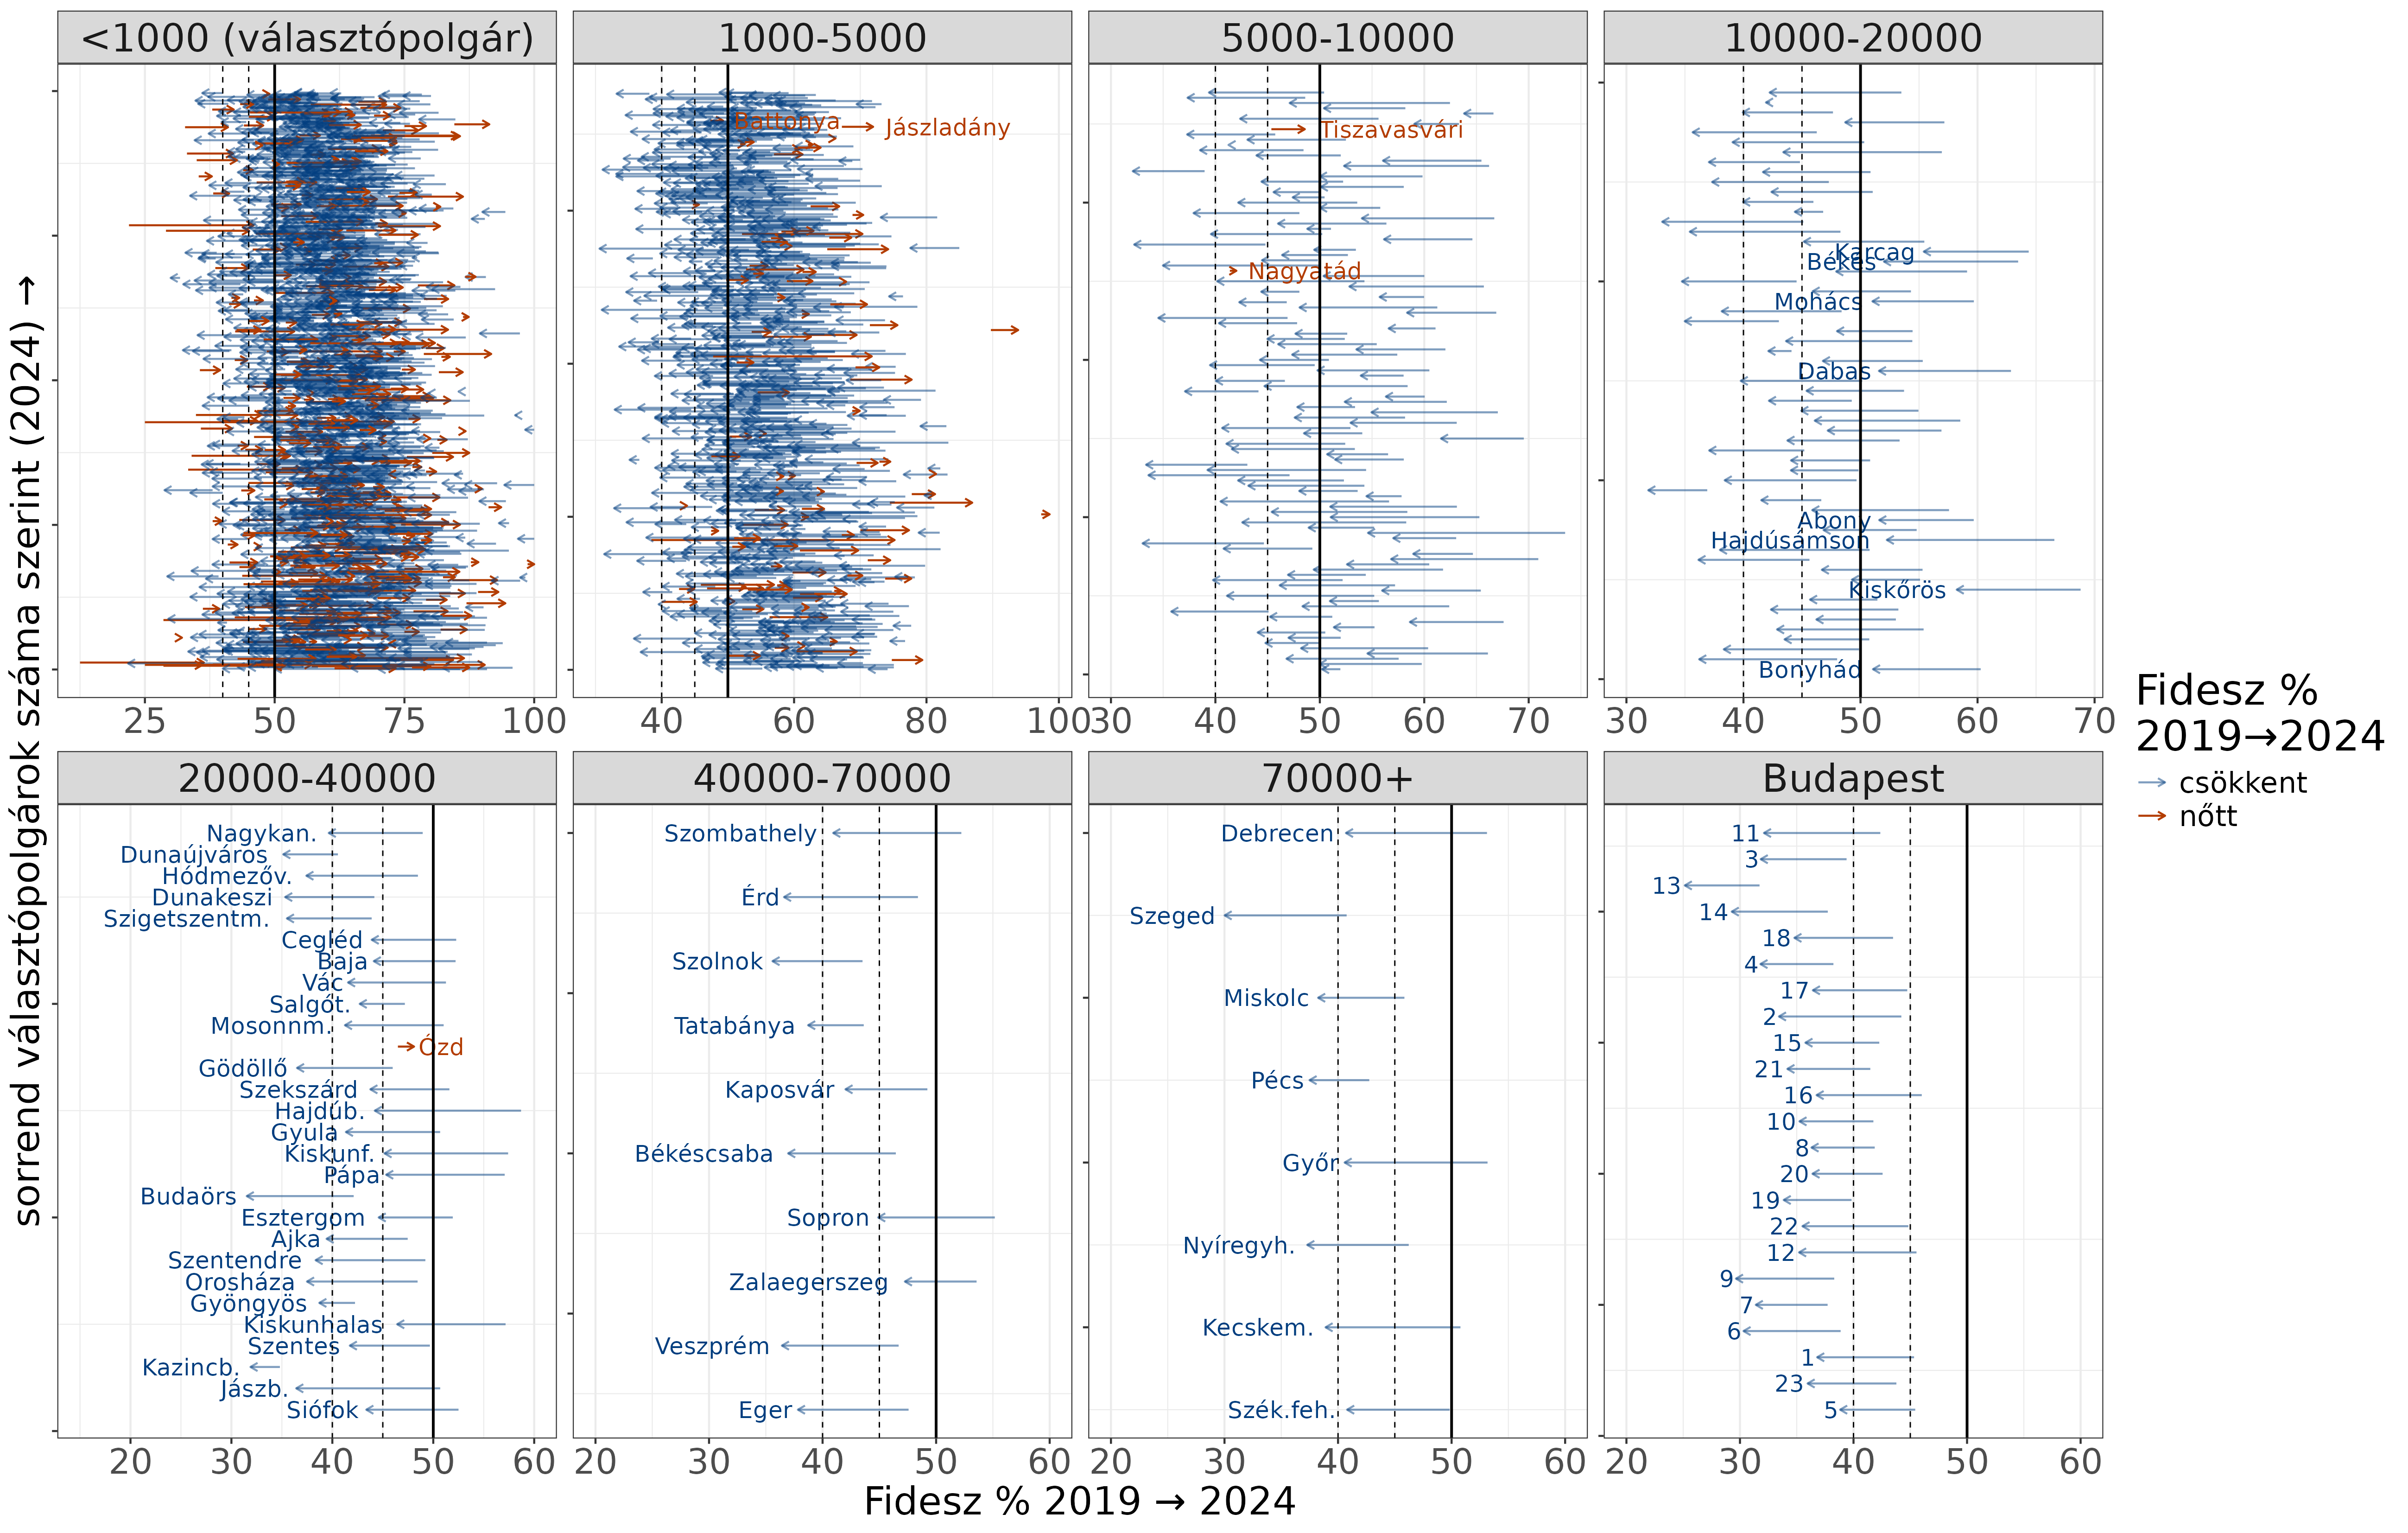 <1000 (választópolgár)
1000-5000
5000-10000
10000-20000
Battonya
Jászladány
Tiszavasvári
Nagyatád
Karcag
Békés
Mohács
Dabas
Abony
Hajdúsámson
Kiskőrös
Bonyhád
25 50 75 100
40 60 80 100
30 40 50 60 70
30 40 50 60 70
20000-40000
40000-70000
70000+
Budapest
Nagykan.
Dunaújváros
Hódmezőv.
Dunakeszi
Szigetszentm.
Cegléd
Baja
Vác
Salgót.
Mosonnm.
Ózd
Gödöllő
Szekszárd
Hajdúb.
Gyula
Kiskunf.
Pápa
Budaörs
Esztergom
Ajka
Szentendre
Orosháza
Gyöngyös
Kiskunhalas
Szentes
Kazincb.
Jászb.
Siófok
Szombathely
Érd
Szolnok
Tatabánya
Kaposvár
Békéscsaba
Sopron
Zalaegerszeg
Veszprém
Eger
Debrecen
Szeged
Miskolc
Pécs
Győr
Nyíregyh.
Kecskem.
Szék.feh.
11
3
13
14
18
4
17
2
15
21
16
10
8
20
19
22
12
9
7
6
1
23
5
20 30 40 50 60
20 30 40 50 60
20 30 40 50 60
20 30 40 50 60
Fidesz % 2019 → 2024
sorrend választópolgárok száma szerint (2024) →
Fidesz %
2019→2024
csökkent
nőtt